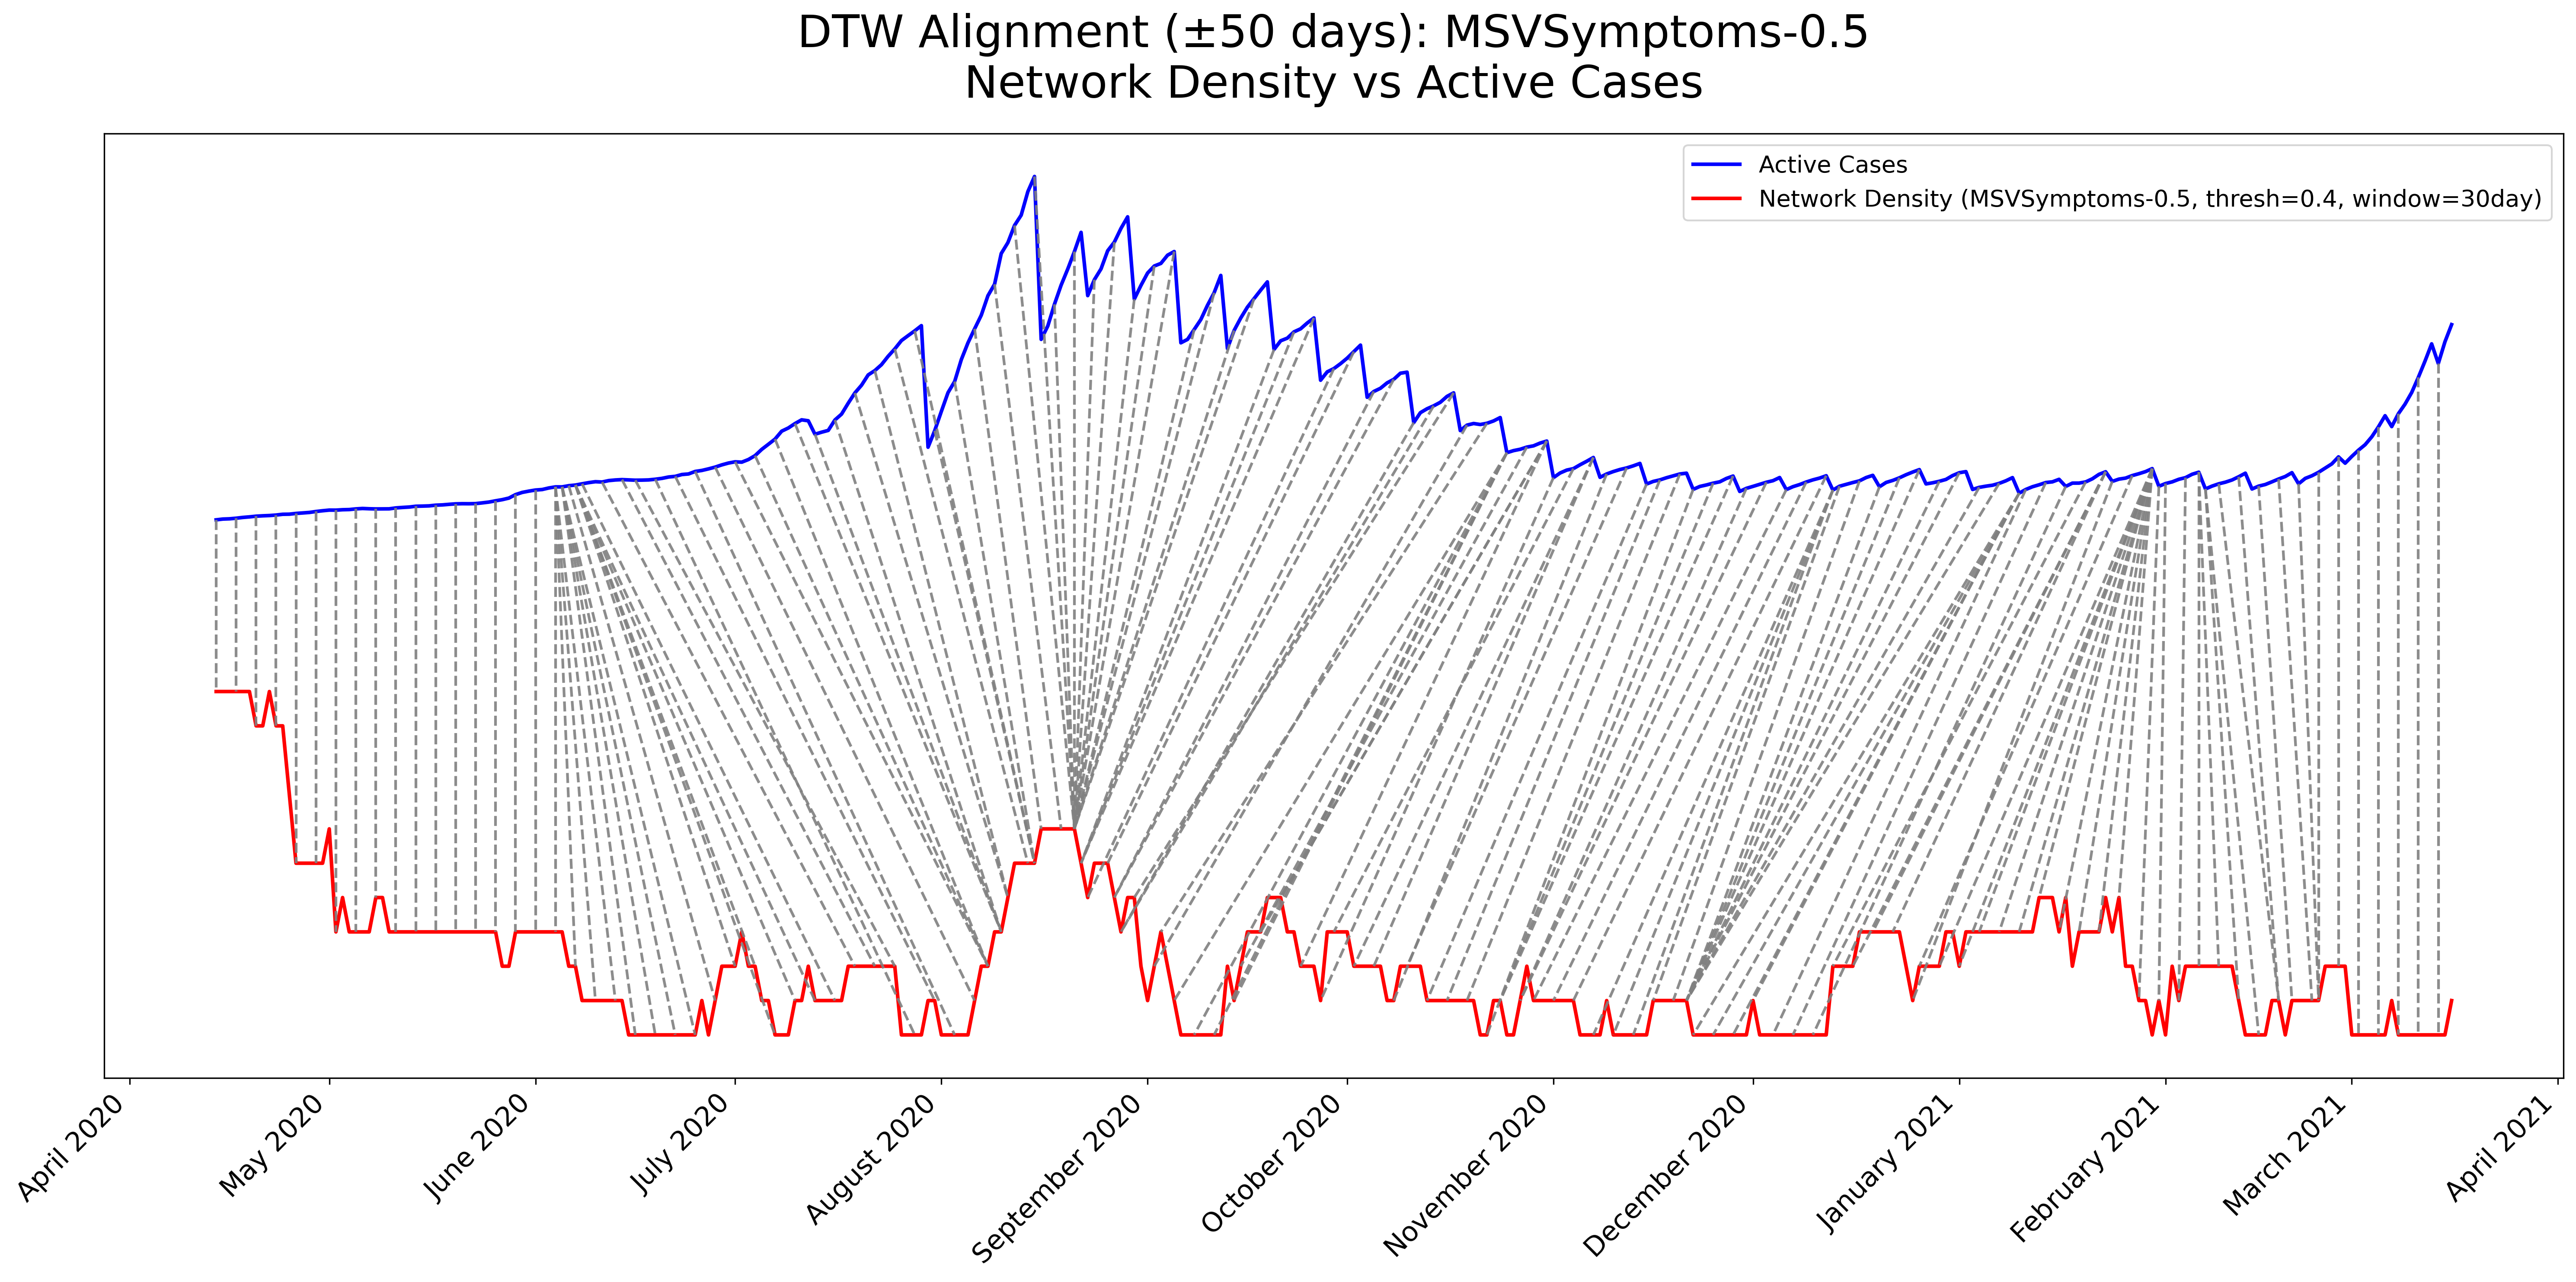 DTW Alignment (±50 days): MSVSymptoms-0.5
Network Density vs Active Cases
Active Cases
Network Density (MSVSymptoms-0.5, thresh=0.4, window=30day)
April 2020
May 2020
June 2020
July 2020
August 2020
September 2020
October 2020
November 2020
December 2020
January 2021
February 2021
March 2021
April 2021